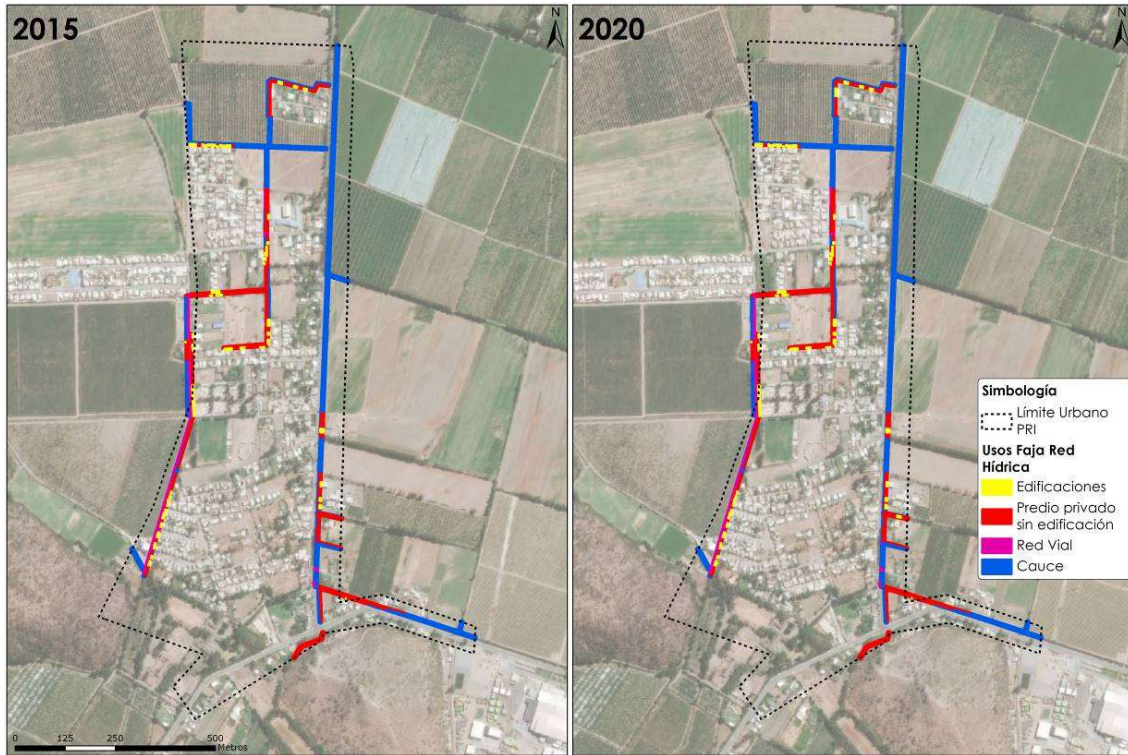 2015
N
2020
N
Simbología
Límite Urbano
PRI
Usos Faja Red
Hídrica
Edificaciones
Predio privado
sin edificación
Red Vial
Cauce
0 125 250 500
Metros